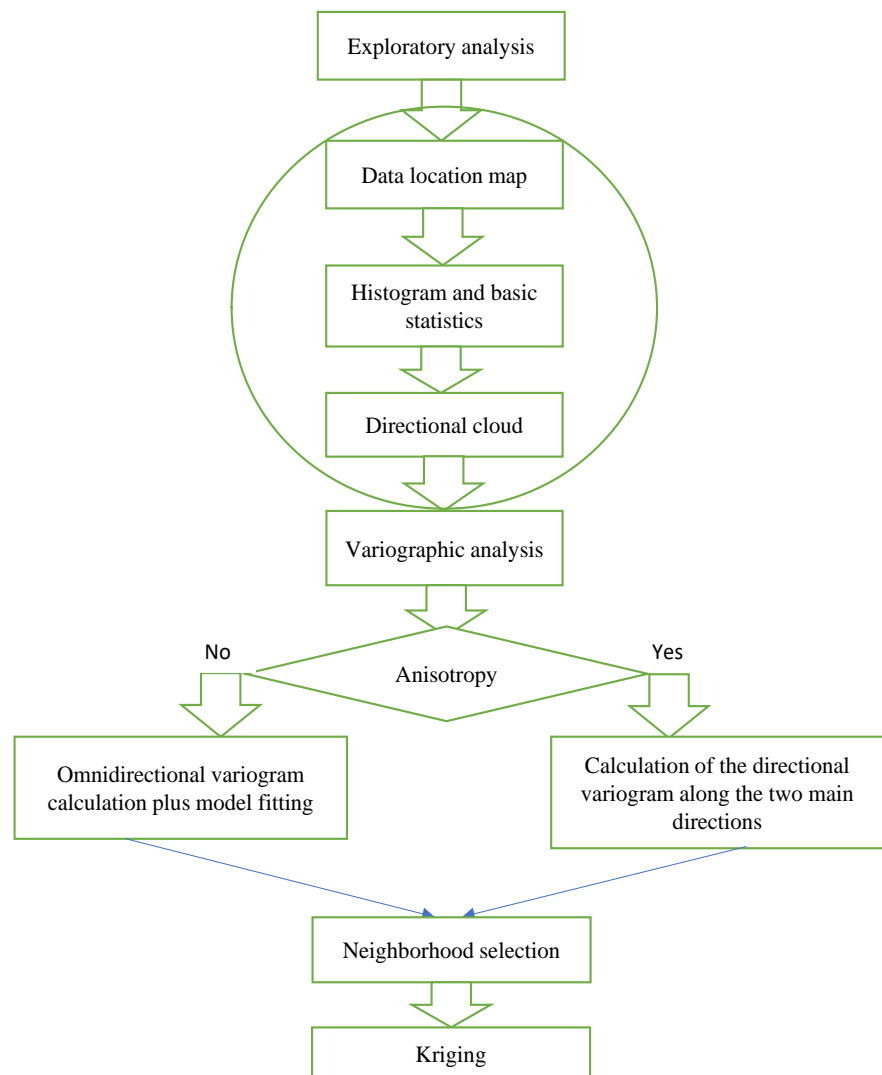 Exploratory analysis
Data location map
Histogram and basic
statistics
Directional cloud
Variographic analysis
No
Yes
Anisotropy
Omnidirectional variogram
calculation plus model fitting
Calculation of the directional
variogram along the two main
directions
Neighborhood selection
Kriging